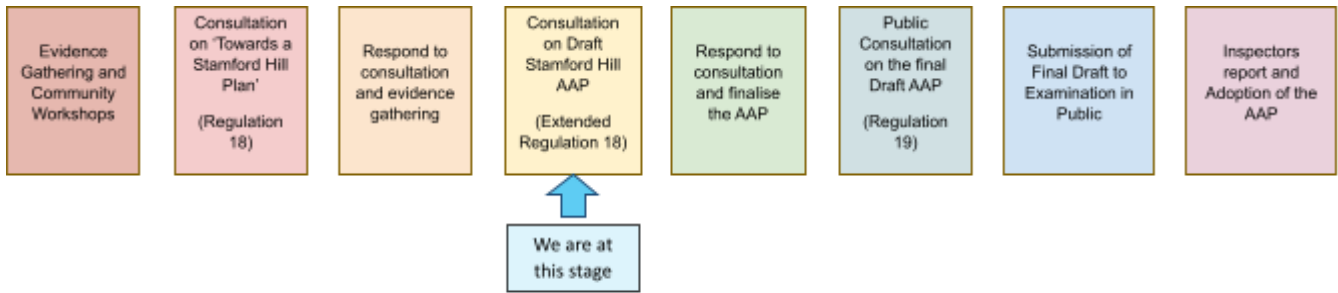 Evidence
Gathering and
Community
Workshops
Consultation
on ‘Towards a
Stamford Hill
Plan’
(Regulation
18)
Respond to
consultation
and evidence
gathering
Consultation
on Draft
Stamford Hill
AAP
(Extended
Regulation 18)
Respond to
consultation
and finalise
the AAP
Public
Consultation
on the final
Draft AAP
(Regulation
19)
Submission of
Final Draft to
Examination in
Public
Inspectors
report and
Adoption of the
AAP
We are at
this stage